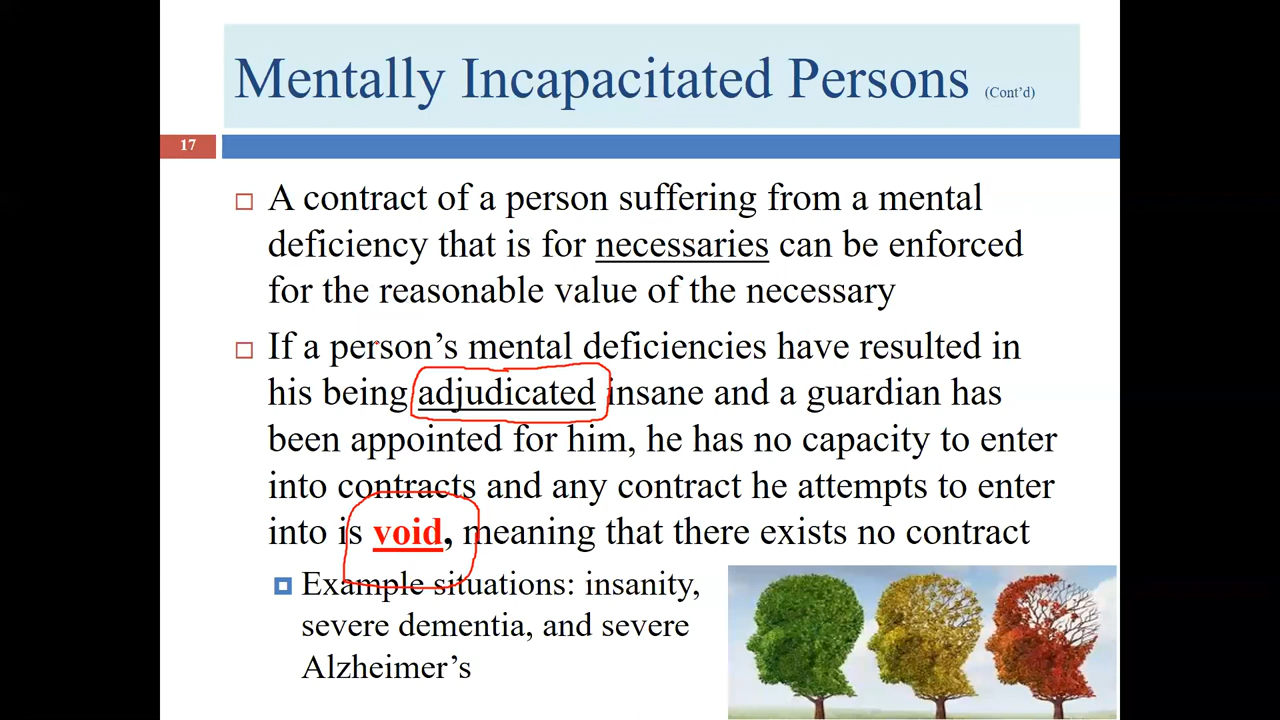 Mentally Incapacitated Persons (Cont'd)
17
A contract of a person suffering from a mental
deficiency that is for necessaries can be enforced
for the reasonable value of the necessary
If a person's mental deficiencies have resulted in
his being adjudicated insane and a guardian has
been appointed for him, he has no capacity to enter
into contracts and any contract he attempts to enter
into is void, meaning that there exists no contract
Example situations: insanity,
severe dementia, and severe
Alzheimer's